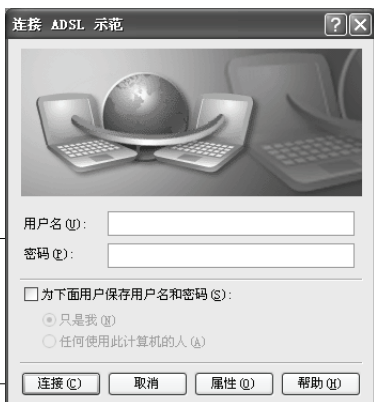 连接 ADSL 示范
用户名(U):
密码(P):
为下面用户保存用户名和密码(S):
只是我(N)
任何使用此计算机的人(A)
连接(C) 取消 属性(O) 帮助(H)